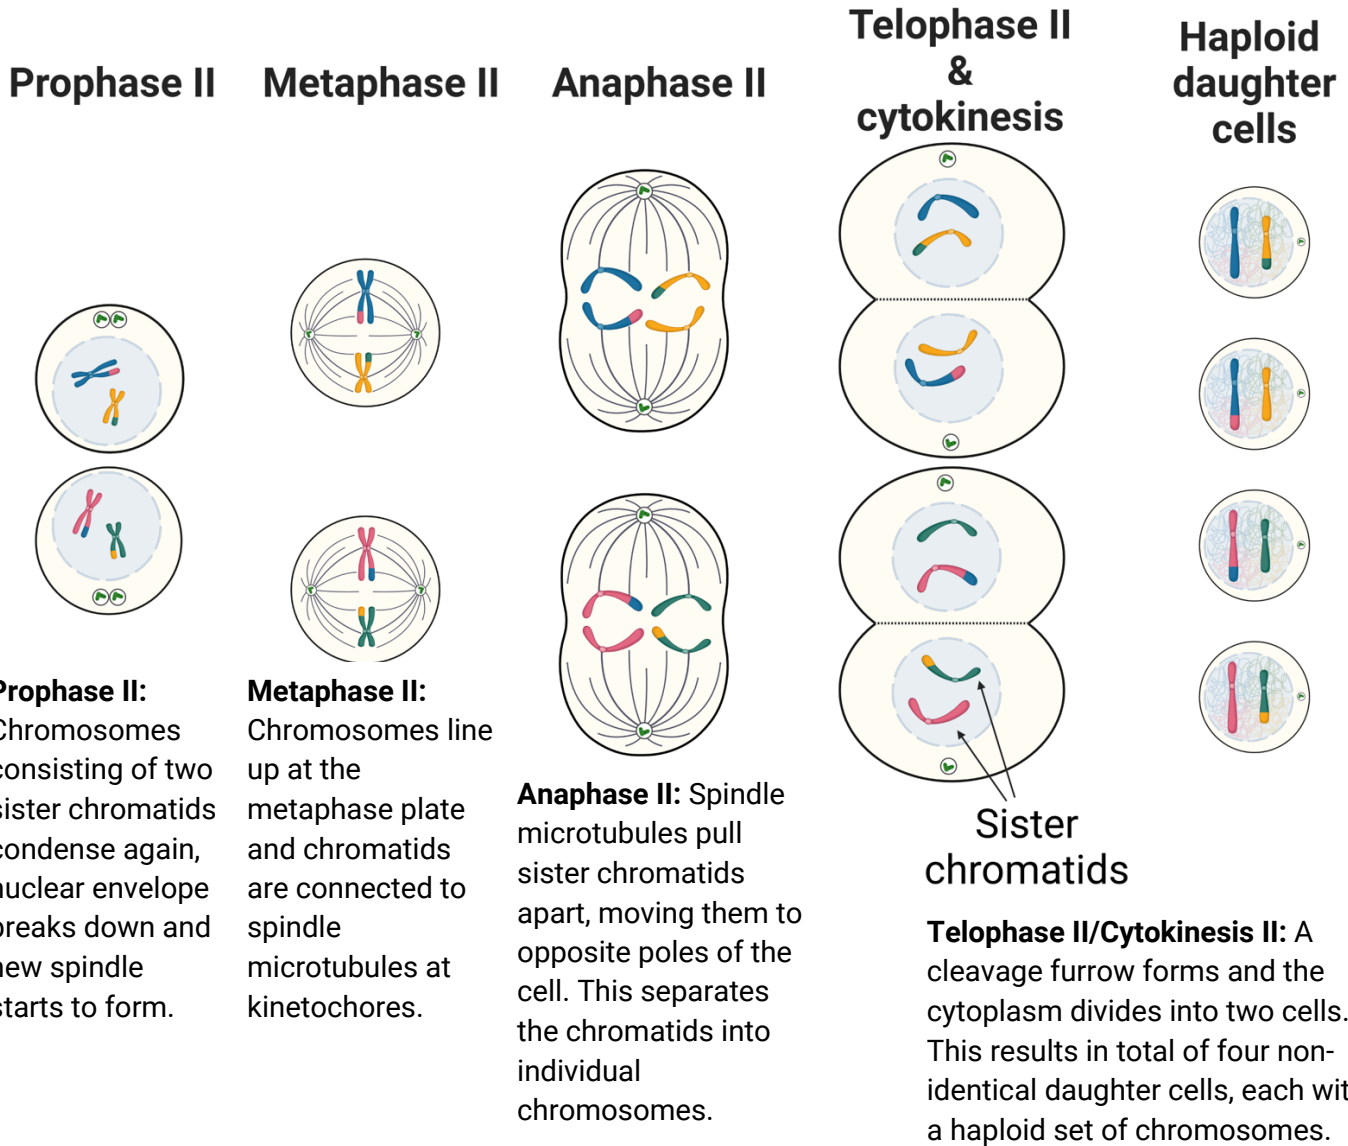 Prophase II
Metaphase II
Anaphase II
Telophase II
&
cytokinesis
Haploid
daughter
cells
Prophase II:
Chromosomes
consisting of two
sister chromatids
condense again,
nuclear envelope
breaks down and
new spindle
starts to form.
Metaphase II:
Chromosomes line
up at the
metaphase plate
and chromatids
are connected to
spindle
microtubules at
kinetochores.
Anaphase II: Spindle
microtubules pull
sister chromatids
apart, moving them to
opposite poles of the
cell. This separates
the chromatids into
individual
chromosomes.
Sister
chromatids
Telophase II/Cytokinesis II: A
cleavage furrow forms and the
cytoplasm divides into two cells.
This results in total of four non-
identical daughter cells, each wit
a haploid set of chromosomes.